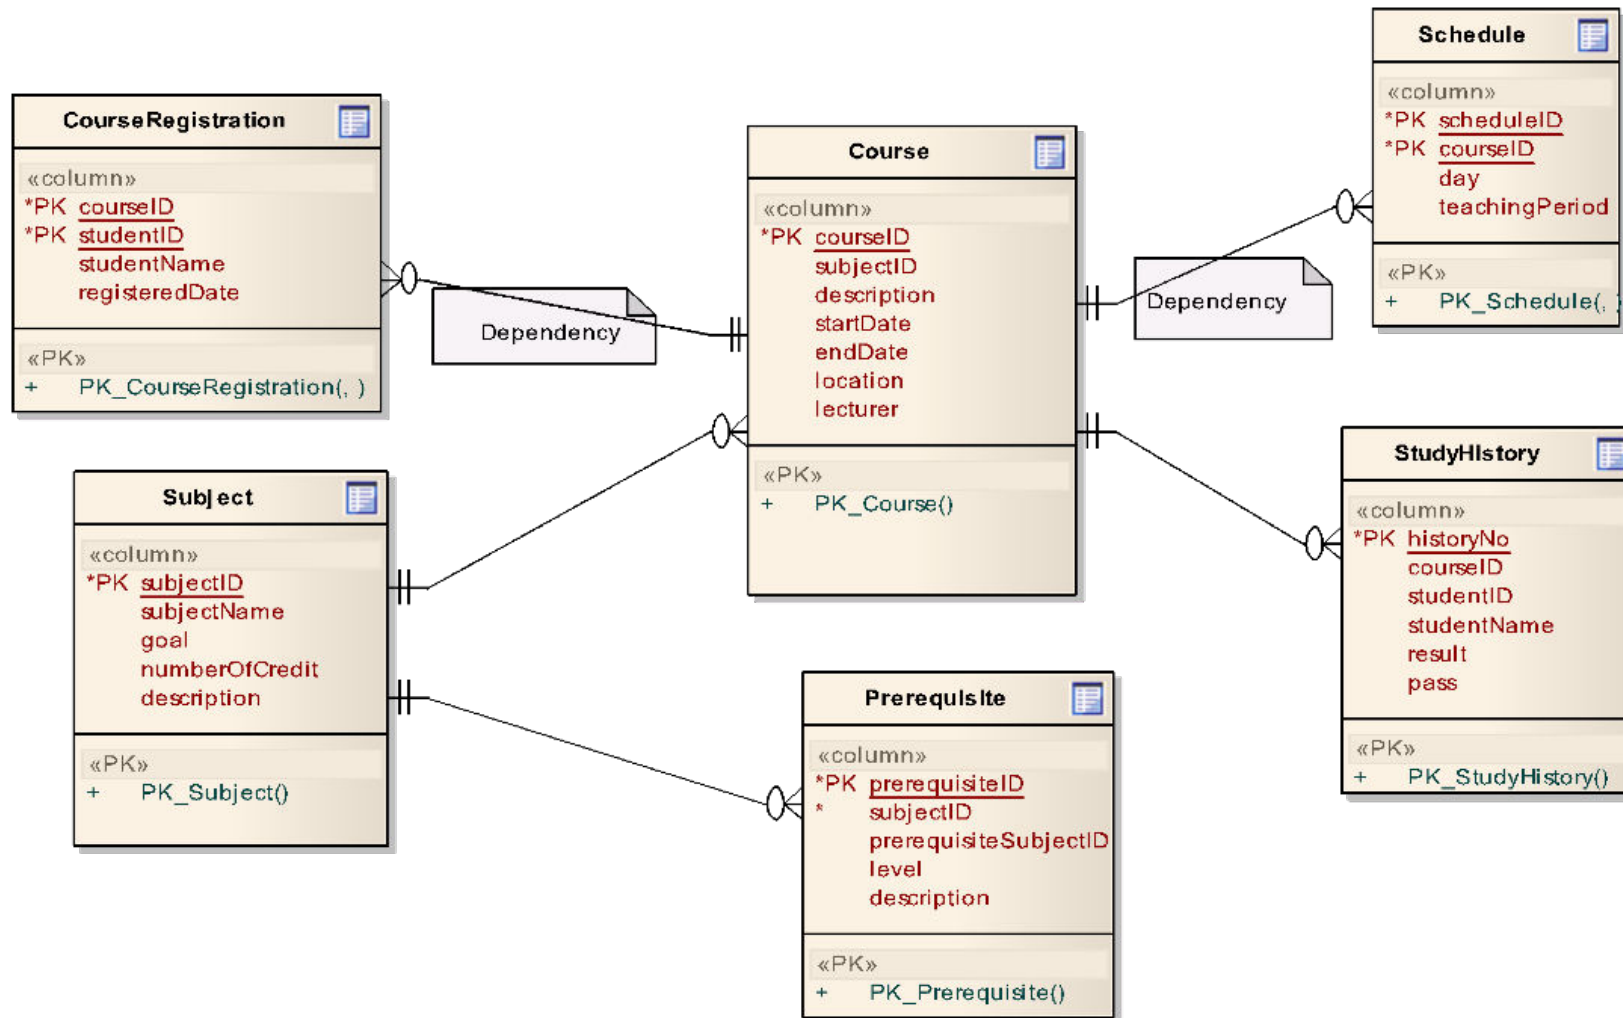 CourseRegistration
«column»
*PK courseID
*PK studentID
studentName
registeredDate
«PK»
+ PK_CourseRegistration(, )
Dependency
Course
«column»
*PK courseID
subjectID
description
startDate
endDate
location
lecturer
«PK»
+ PK_Course()
Dependency
Schedule
«column»
*PK scheduleID
*PK courseID
day
teachingPeriod
«PK»
+ PK_Schedule(, )
Subject
«column»
*PK subjectID
subjectName
goal
numberOfCredit
description
«PK»
+ PK_Subject()
Prerequisite
«column»
*PK prerequisiteID
* subjectID
prerequisiteSubjectID
level
description
«PK»
+ PK_Prerequisite()
StudyHistory
«column»
*PK historyNo
courseID
studentID
studentName
result
pass
«PK»
+ PK_StudyHistory()